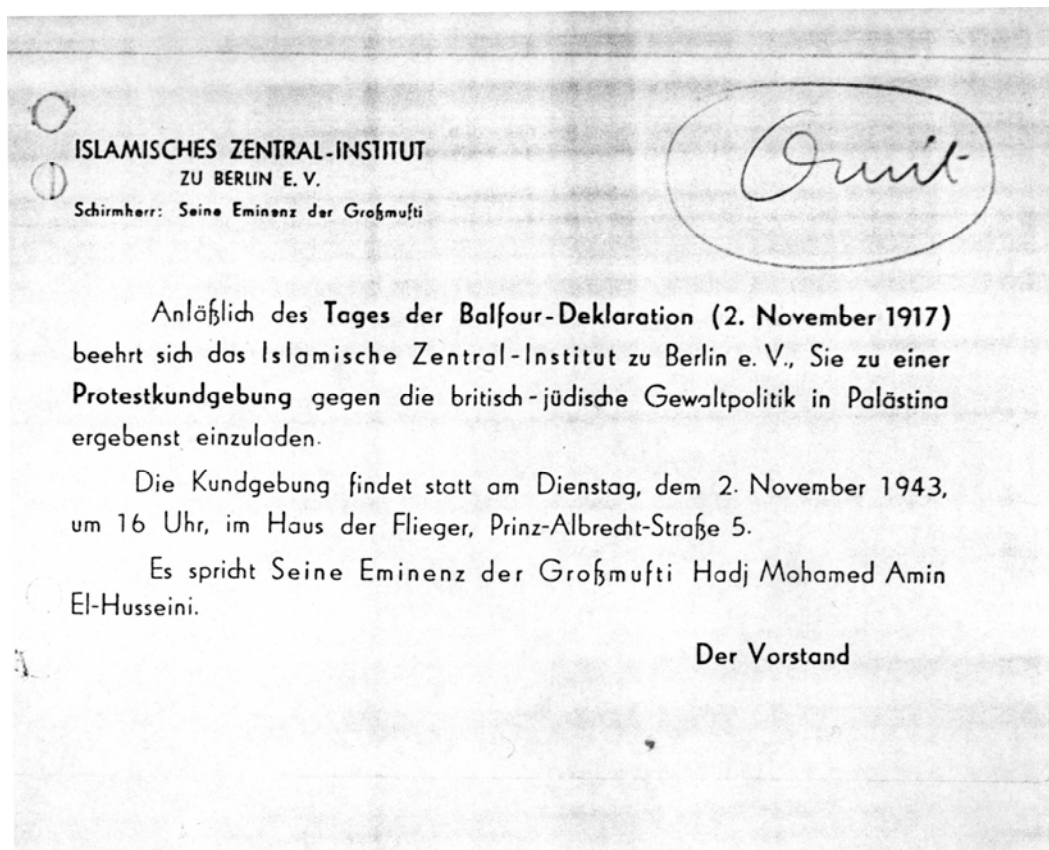 ISLAMISCHES ZENTRAL-INSTITUT
ZU BERLIN E. V.
Schirmherr: Seine Eminenz der Großmufti
Anläßlich des Tages der Balfour-Deklaration (2. November 1917)
beehrt sich das Islamische Zentral-Institut zu Berlin e. V., Sie zu einer
Protestkundgebung gegen die britisch-jüdische Gewaltpolitik in Palästina
ergebenst einzuladen.
Die Kundgebung findet statt am Dienstag, dem 2. November 1943,
um 16 Uhr, im Haus der Flieger, Prinz-Albrecht-Straße 5.
Es spricht Seine Eminenz der Großmufti Hadj Mohamed Amin
El-Husseini.
Der Vorstand